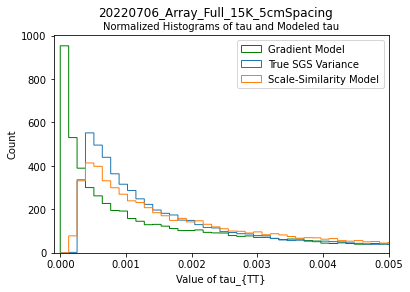 20220706_Array_Full_15K_5cmSpacing
Normalized Histograms of tau and Modeled tau
Gradient Model
True SGS Variance
Scale-Similarity Model
1000
800
600
400
200
0
Count
0.000 0.001 0.002 0.003 0.004 0.005
Value of tau_{TT}